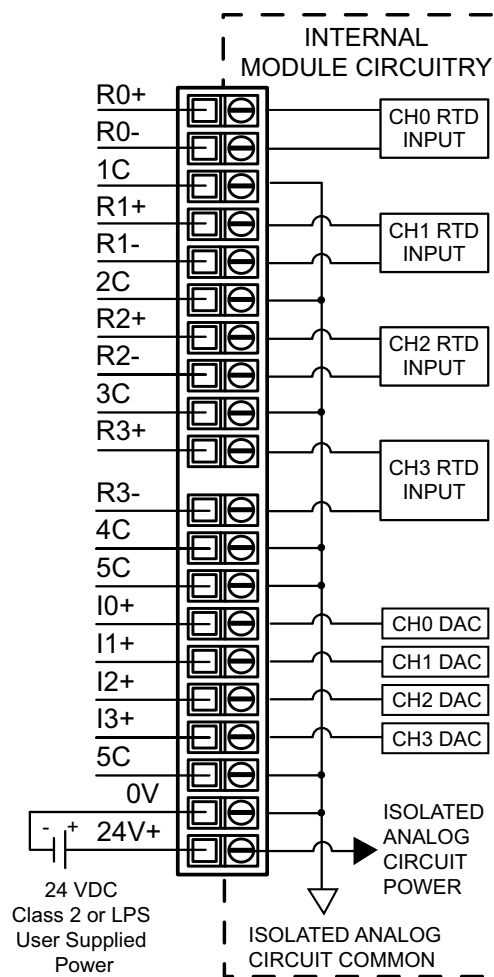 INTERNAL
MODULE CIRCUITRY
R0+
R0-
1C
R1+
R1-
2C
R2+
R2-
3C
R3+
R3-
4C
5C
I0+
I1+
I2+
I3+
5C
0V
24V+
- +
24 VDC
Class 2 or LPS
User Supplied
Power
CH0 RTD
INPUT
CH1 RTD
INPUT
CH2 RTD
INPUT
CH3 RTD
INPUT
CH0 DAC
CH1 DAC
CH2 DAC
CH3 DAC
ISOLATED
ANALOG
CIRCUIT
POWER
ISOLATED ANALOG
CIRCUIT COMMON